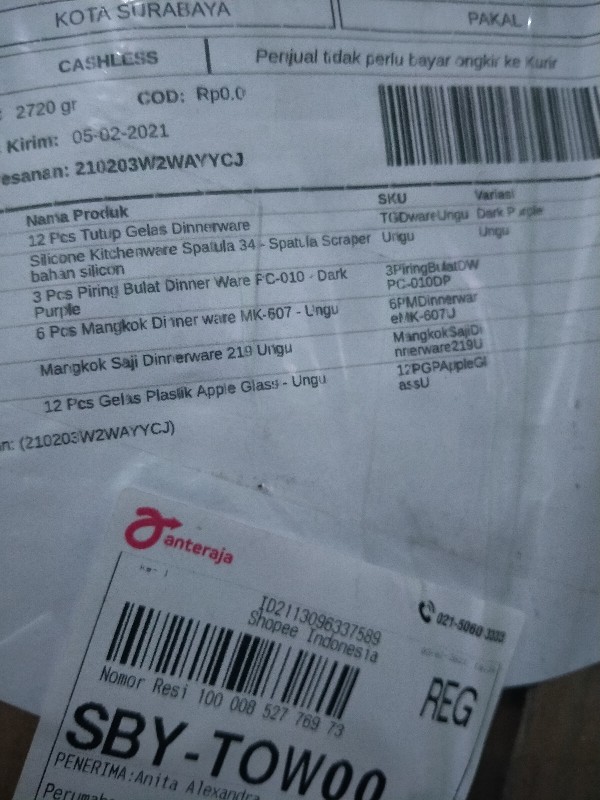 KOTA SURABAYA PAKAL
CASHLESS Penjual tidak perlu bayar ongkir ke Kurir
: 2720 gr COD: Rp0.0
Kirim: 05-02-2021
esanan: 210203W2WAYYCJ
Nama Produk SKU Variasi
12 Pcs Tutup Gelas Dinnerware TGDwareUngu Dark Purple
Silicone Kitchenware Spatula 34 - Spatula Scraper Ungu Ungu
bahan silicon
3 Pcs Piring Bulat Dinner Ware PC-010 - Dark 3PiringBulatDW
Purple PC-010DP
6 Pcs Mangkok Dinner ware MK-607 - Ungu 6PMDinnerwar
eMK-607U
Mangkok Saji Dinnerware 219 Ungu MangkokSajiDi
nnerware219U
12 Pcs Gelas Plastik Apple Glass - Ungu 12PGPAppleGl
assU
n: (210203W2WAYYCJ)
anteraja
ID2113096337589 021-5060 3333
Shopee Indonesia
REG
Nomor Resi 100 008 527 769 73
SBY-TOW00
PENERIMA:Anita Alexandra
Perumaha